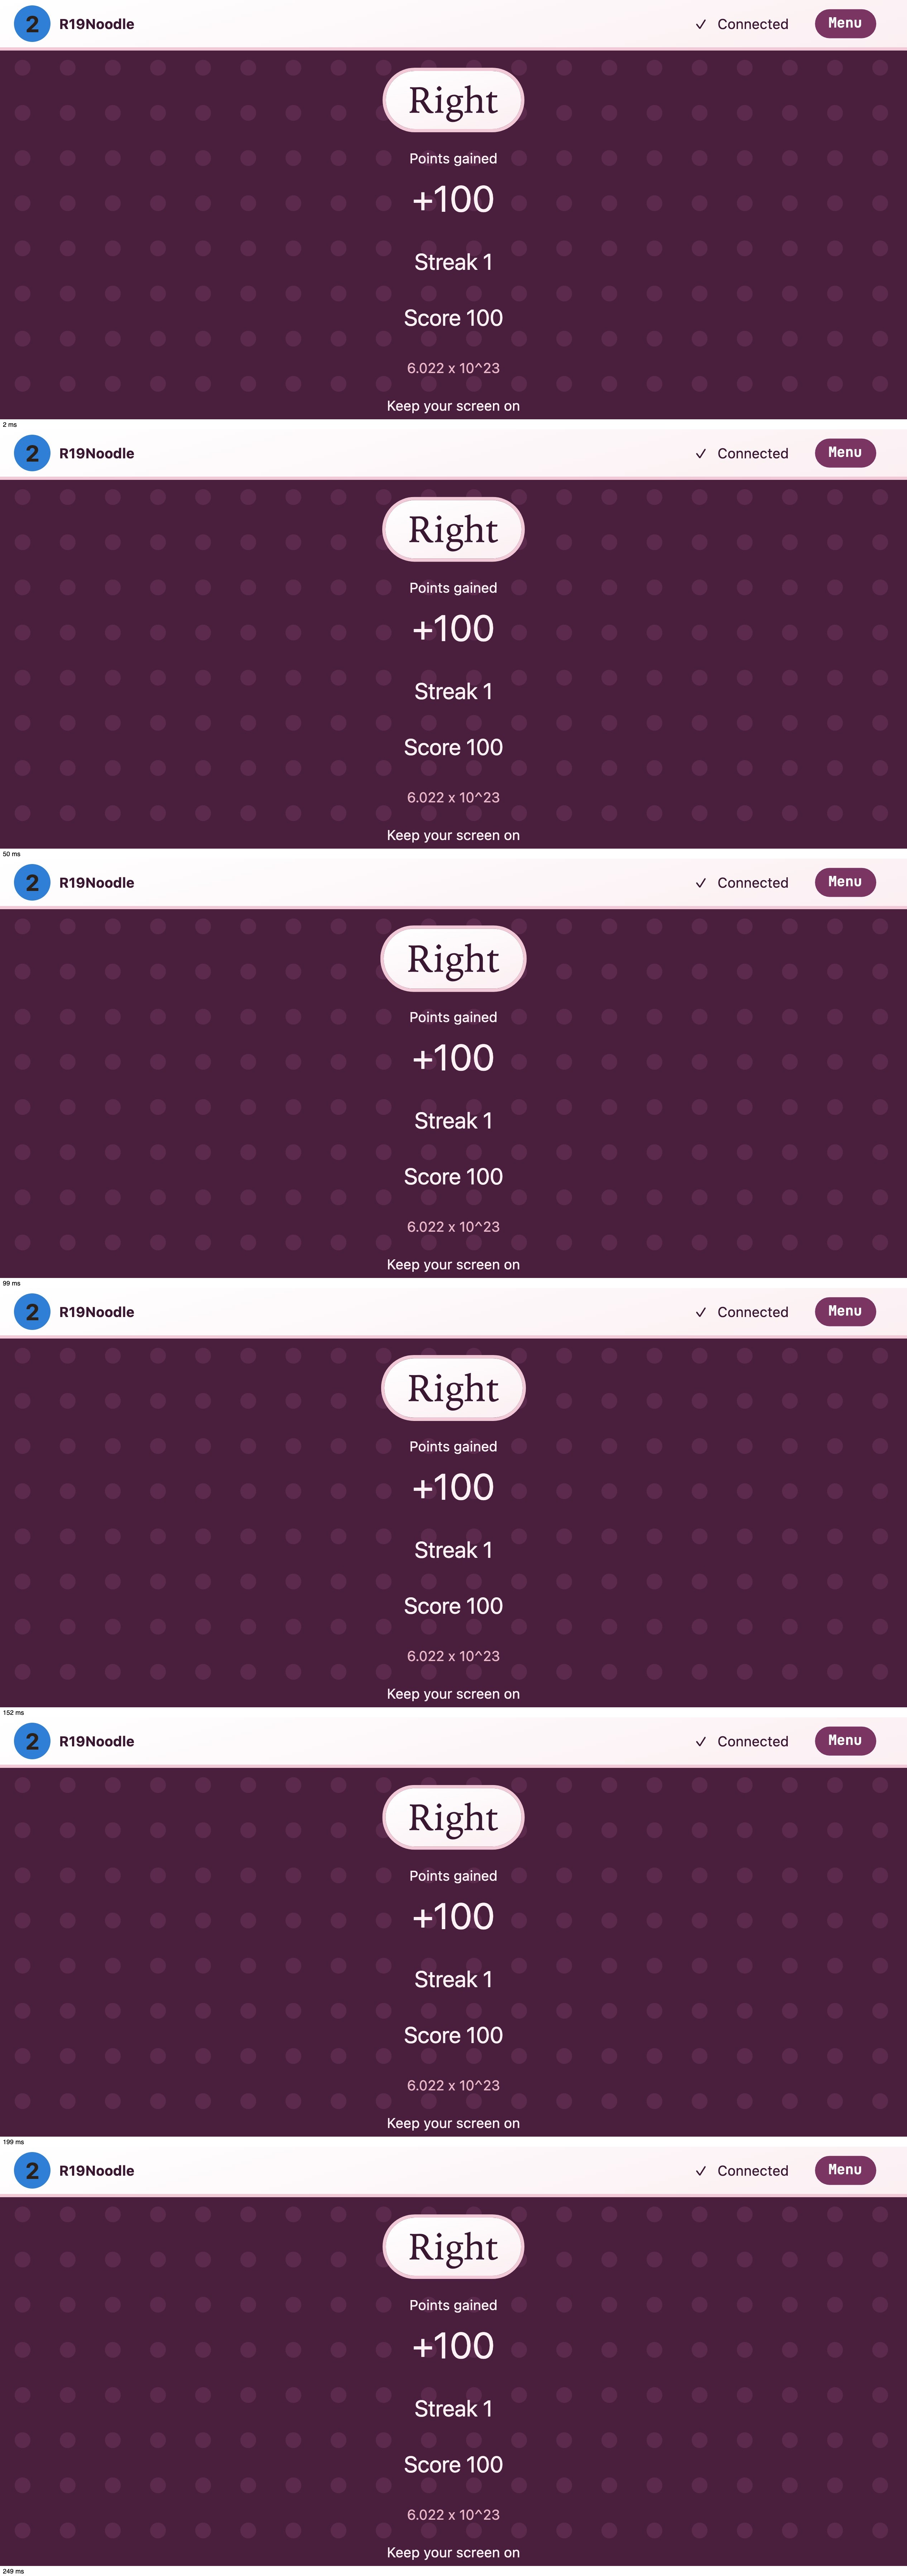 2 R19Noodle ✓ Connected Menu
Right
Points gained
+100
Streak 1
Score 100
6.022 x 10^23
Keep your screen on
2 ms
2 R19Noodle ✓ Connected Menu
Right
Points gained
+100
Streak 1
Score 100
6.022 x 10^23
Keep your screen on
50 ms
2 R19Noodle ✓ Connected Menu
Right
Points gained
+100
Streak 1
Score 100
6.022 x 10^23
Keep your screen on
99 ms
2 R19Noodle ✓ Connected Menu
Right
Points gained
+100
Streak 1
Score 100
6.022 x 10^23
Keep your screen on
152 ms
2 R19Noodle ✓ Connected Menu
Right
Points gained
+100
Streak 1
Score 100
6.022 x 10^23
Keep your screen on
199 ms
2 R19Noodle ✓ Connected Menu
Right
Points gained
+100
Streak 1
Score 100
6.022 x 10^23
Keep your screen on
249 ms